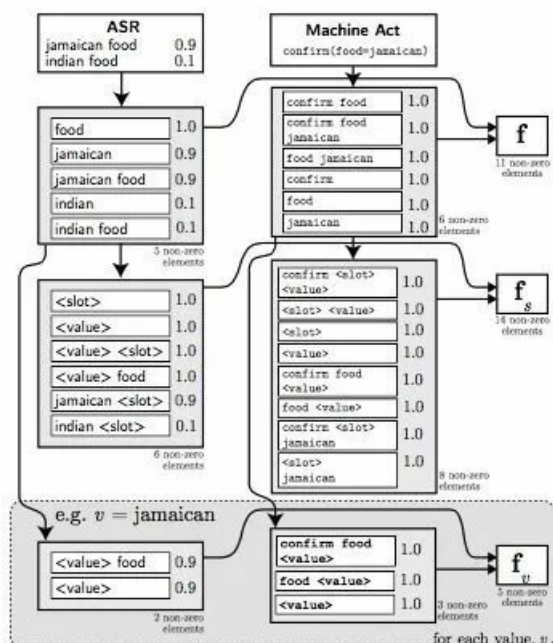 ASR
jamaican food 0.9
indian food 0.1
Machine Act
confirm(food=jamaican)
food 1.0
jamaican 0.9
jamaican food 0.9
indian 0.1
indian food 0.1
5 non-zero
elements
confirm food 1.0
confirm food
jamaican 1.0
food jamaican 1.0
confirm 1.0
food 1.0
jamaican 1.0
6 non-zero
elements
f
11 non-zero
elements
<slot> 1.0
<value> 1.0
<value> <slot> 1.0
<value> food 1.0
jamaican <slot> 0.9
indian <slot> 0.1
6 non-zero
elements
confirm <slot>
<value> 1.0
<slot> <value> 1.0
<slot> 1.0
<value> 1.0
confirm food
<value> 1.0
food <value> 1.0
confirm <slot>
jamaican 1.0
<slot>
jamaican 1.0
8 non-zero
elements
f s
14 non-zero
elements
e.g. v = jamaican
<value> food 0.9
<value> 0.9
2 non-zero
elements
confirm food
<value> 1.0
food <value> 1.0
<value> 1.0
3 non-zero
elements
f v
5 non-zero
elements
for each value, v.